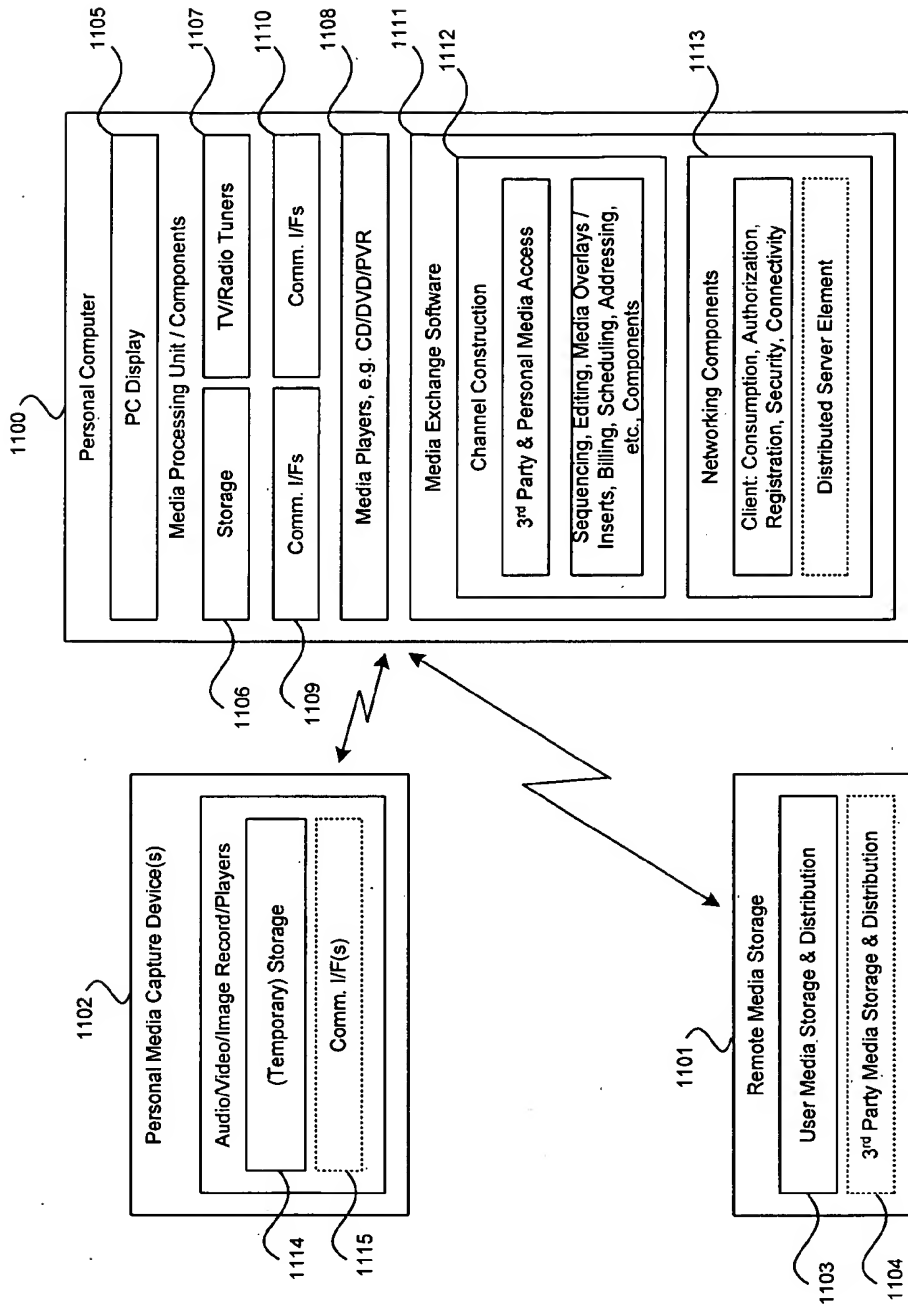 1100
Personal Computer
1105
PC Display
Media Processing Unit / Components
1106
Storage
TV/Radio Tuners
1107
1109
Comm. I/Fs
Comm. I/Fs
1110
Media Players, e.g. CD/DVD/PVR
1108
Media Exchange Software
1111
Channel Construction
1112
3rd Party & Personal Media Access
Sequencing, Editing, Media Overlays /
Inserts, Billing, Scheduling, Addressing,
etc., Components
Networking Components
1113
Client: Consumption, Authorization,
Registration, Security, Connectivity
Distributed Server Element
1102
Personal Media Capture Device(s)
Audio/Video/Image Record/Players
1114
(Temporary) Storage
1115
Comm. I/F(s)
1101
Remote Media Storage
1103
User Media Storage & Distribution
1104
3rd Party Media Storage & Distribution